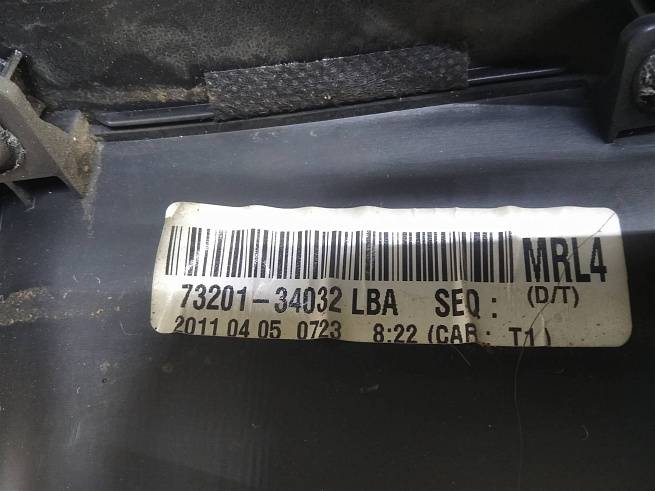 MRL4
73201-34032 LBA SEQ : (D/T)
2011 04 05 0723 8:22 (CAR : T1)